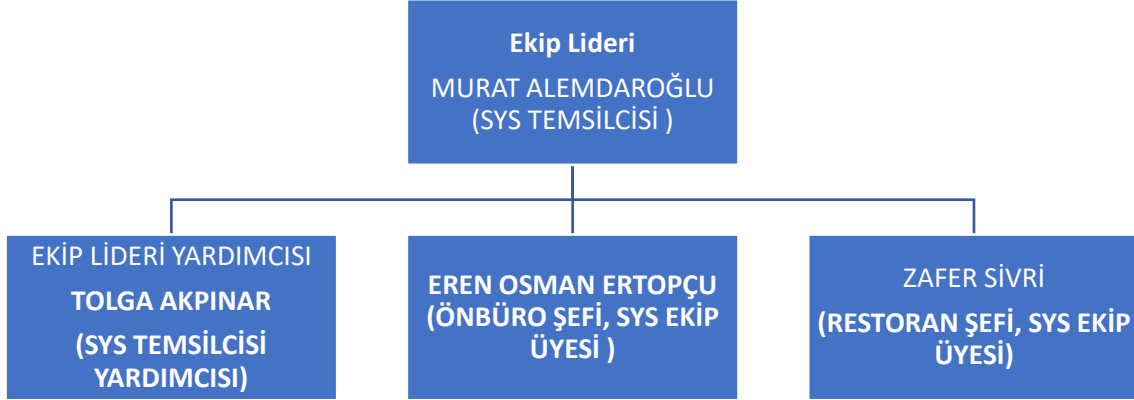 Ekip Lideri
MURAT ALEMDAROĞLU
(SYS TEMSİLCİSİ )
EKİP LİDERİ YARDIMCISI
TOLGA AKPINAR
(SYS TEMSİLCİSİ
YARDIMCISI)
EREN OSMAN ERTOPÇU
(ÖNBÜRO ŞEFİ, SYS EKİP
ÜYESİ )
ZAFER SİVRİ
(RESTORAN ŞEFİ, SYS EKİP
ÜYESİ)